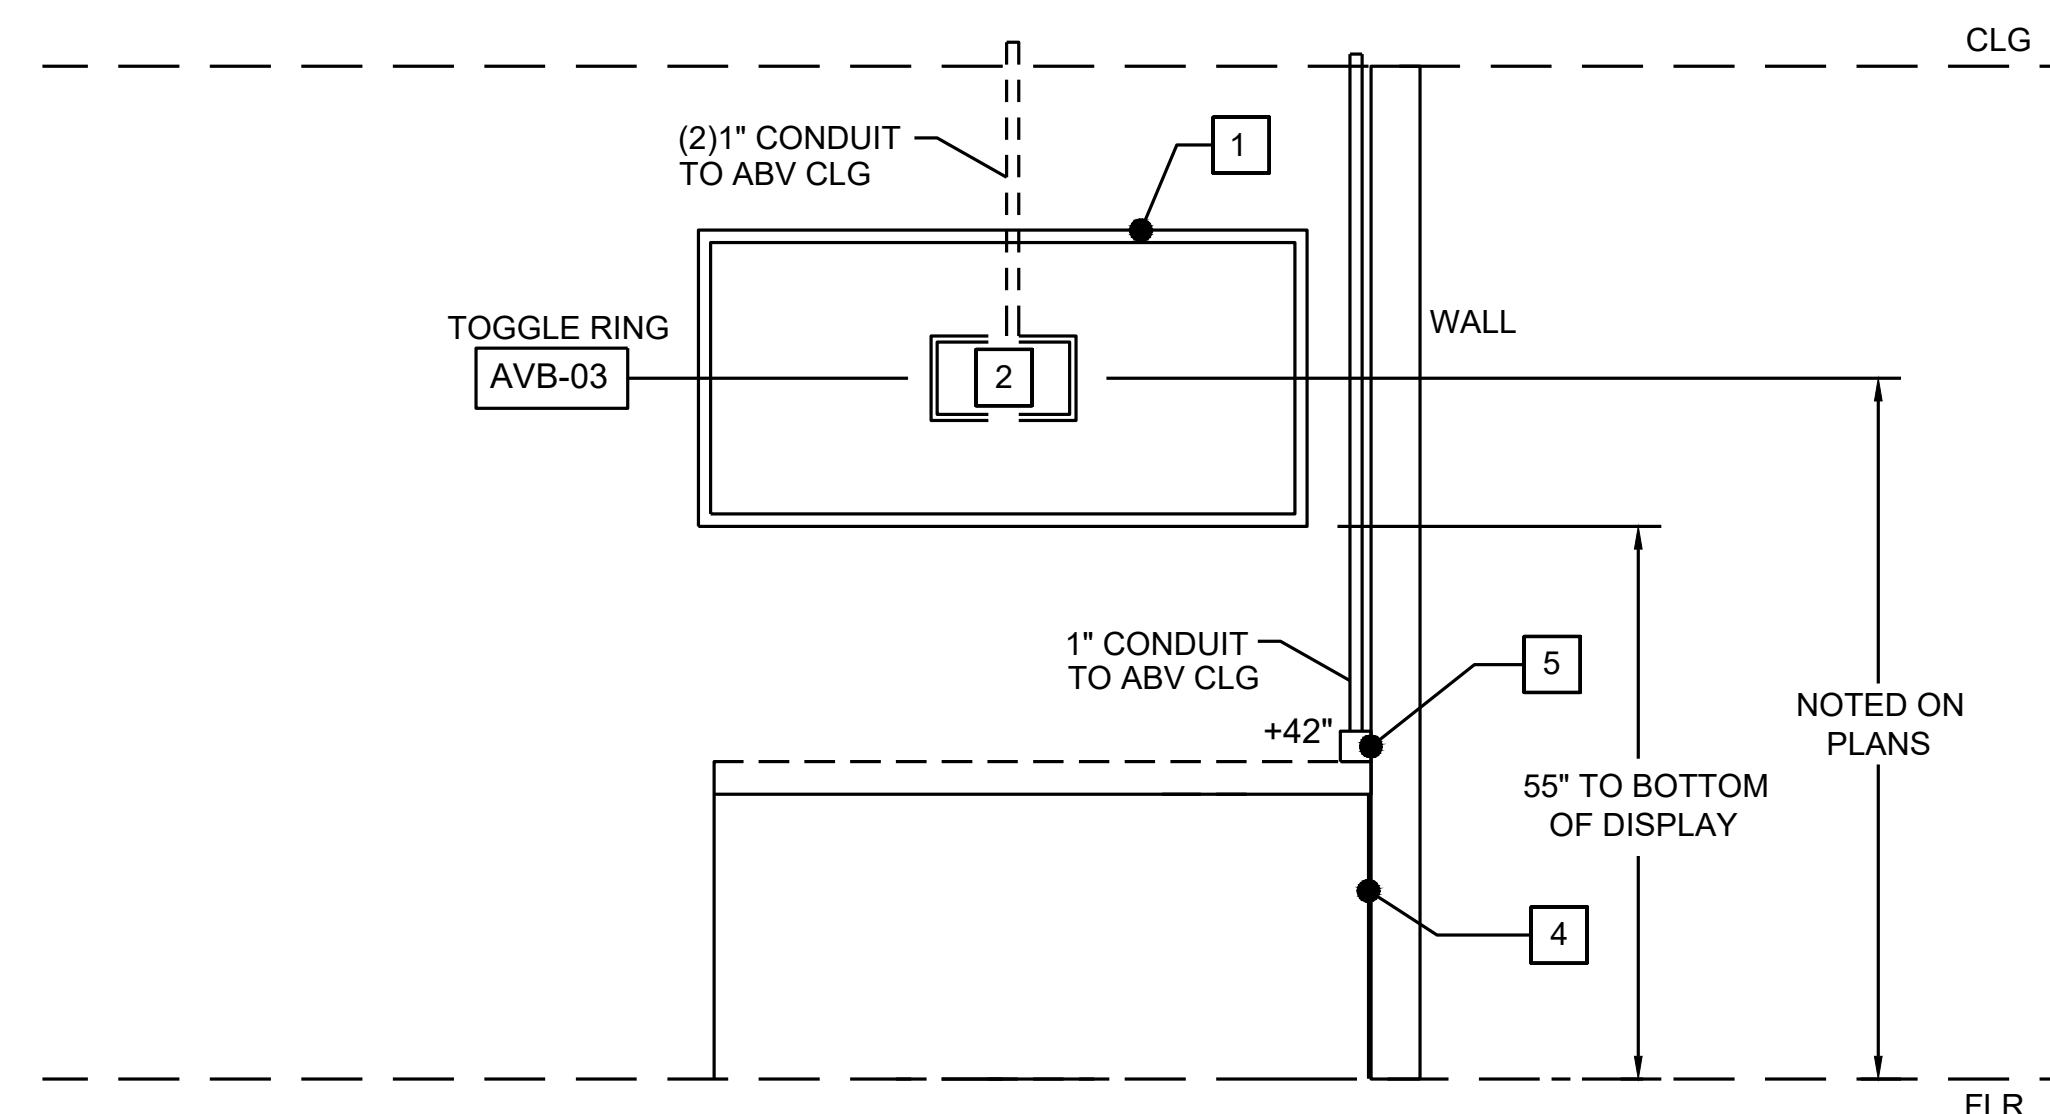 CLG
(2)1" CONDUIT
TO ABV CLG
1
TOGGLE RING
AVB-03
2
WALL
1" CONDUIT
TO ABV CLG
5
+42"
NOTED ON
PLANS
55" TO BOTTOM
OF DISPLAY
4
FLR